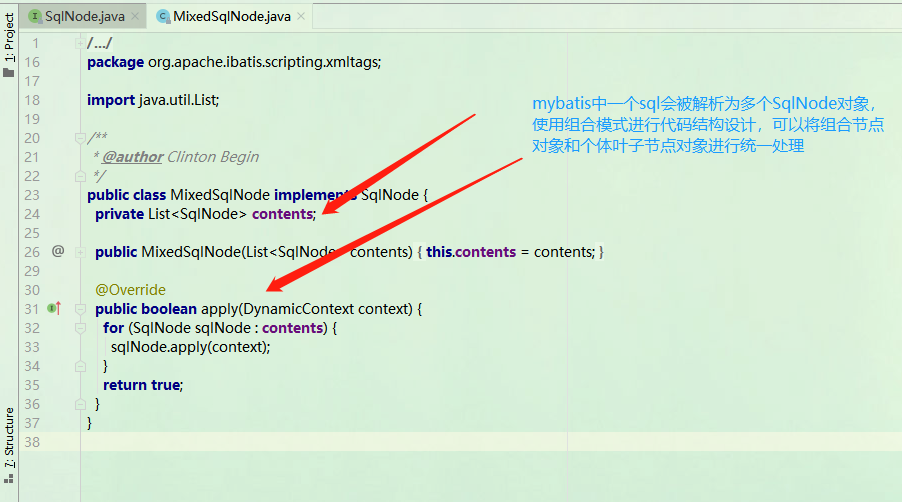 SqlNode.java
MixedSqlNode.java
1: Project
7: Structure
1 /.../
16 package org.apache.ibatis.scripting.xmltags;
17
18 import java.util.List;
19
20 /**
21 * @author Clinton Begin
22 */
23 public class MixedSqlNode implements SqlNode {
24 private List<SqlNode> contents;
25
26 @ public MixedSqlNode(List<SqlNode contents) { this.contents = contents; }
29
30 @Override
31 public boolean apply(DynamicContext context) {
32 for (SqlNode sqlNode : contents) {
33 sqlNode.apply(context);
34 }
35 return true;
36 }
37 }
38
mybatis中一个sql会被解析为多个SqlNode对象，
使用组合模式进行代码结构设计，可以将组合节点
对象和个体叶子节点对象进行统一处理